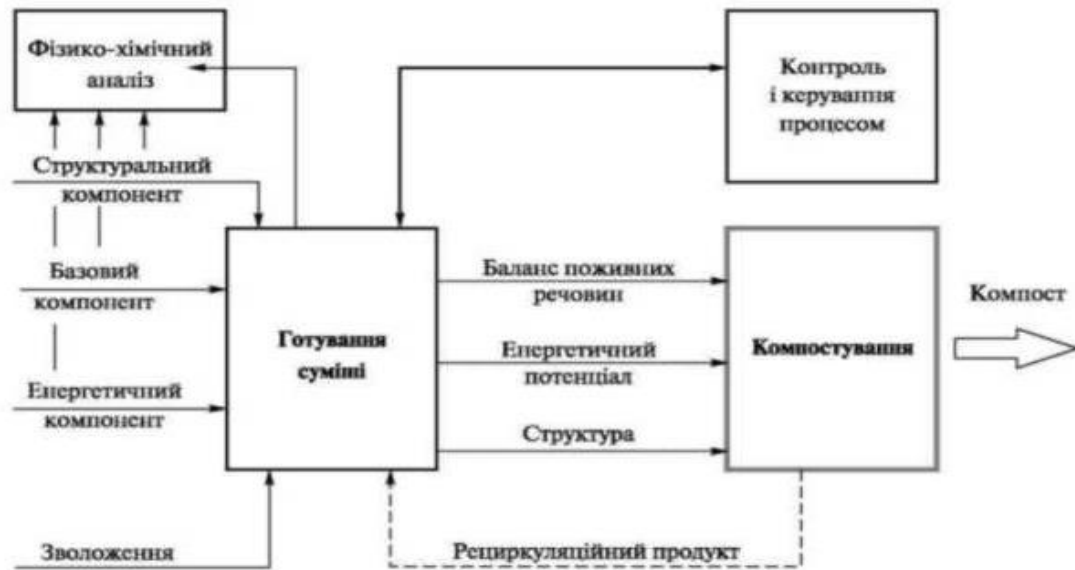 Фізико-хімічний
аналіз
Контроль
і керування
процесом
Структуральний
компонент
Базовий
компонент
Енергетичний
компонент
Зволоження
Готування
суміші
Баланс поживних
речовин
Енергетичний
потенціал
Структура
Рециркуляційний продукт
Компостування
Компост